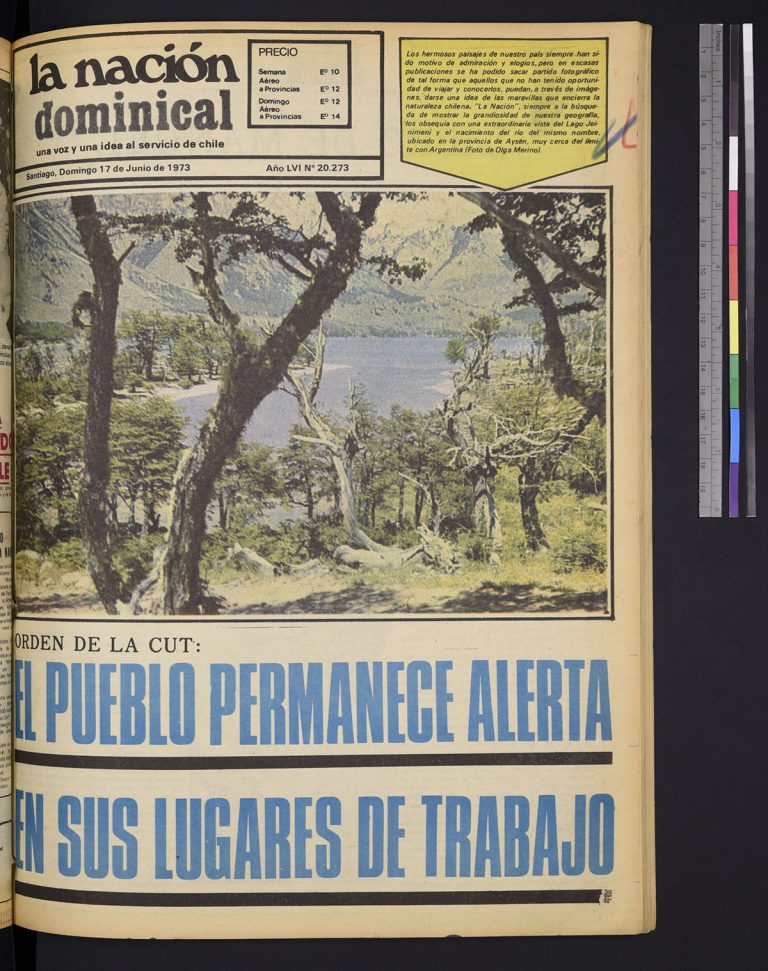 la nación
dominical
una voz y una idea al servicio de chile
Santiago, Domingo 17 de Junio de 1973 Año LVI Nº 20.273
PRECIO
Semana Eº 10
Aéreo
a Provincias Eº 12
Domingo Eº 12
Aéreo
a Provincias Eº 14
Los hermosos paisajes de nuestro país siempre han si-
do motivo de admiración y elogios, pero en escasas
publicaciones se ha podido sacar partido fotográfico
de tal forma que aquellos que no han tenido oportuni-
dad de viajar y conocerlos, puedan, a través de imáge-
nes, darse una idea de las maravillas que encierra la
naturaleza chilena. "La Nación", siempre a la búsque-
da de mostrar la grandiosidad de nuestra geografía,
los obsequia con una extraordinaria vista del Lago Jei-
nimeni y el nacimiento del río del mismo nombre,
ubicado en la provincia de Aysén, muy cerca del lími-
te con Argentina (Foto de Olga Merino).
ORDEN DE LA CUT:
EL PUEBLO PERMANECE ALERTA
EN SUS LUGARES DE TRABAJO